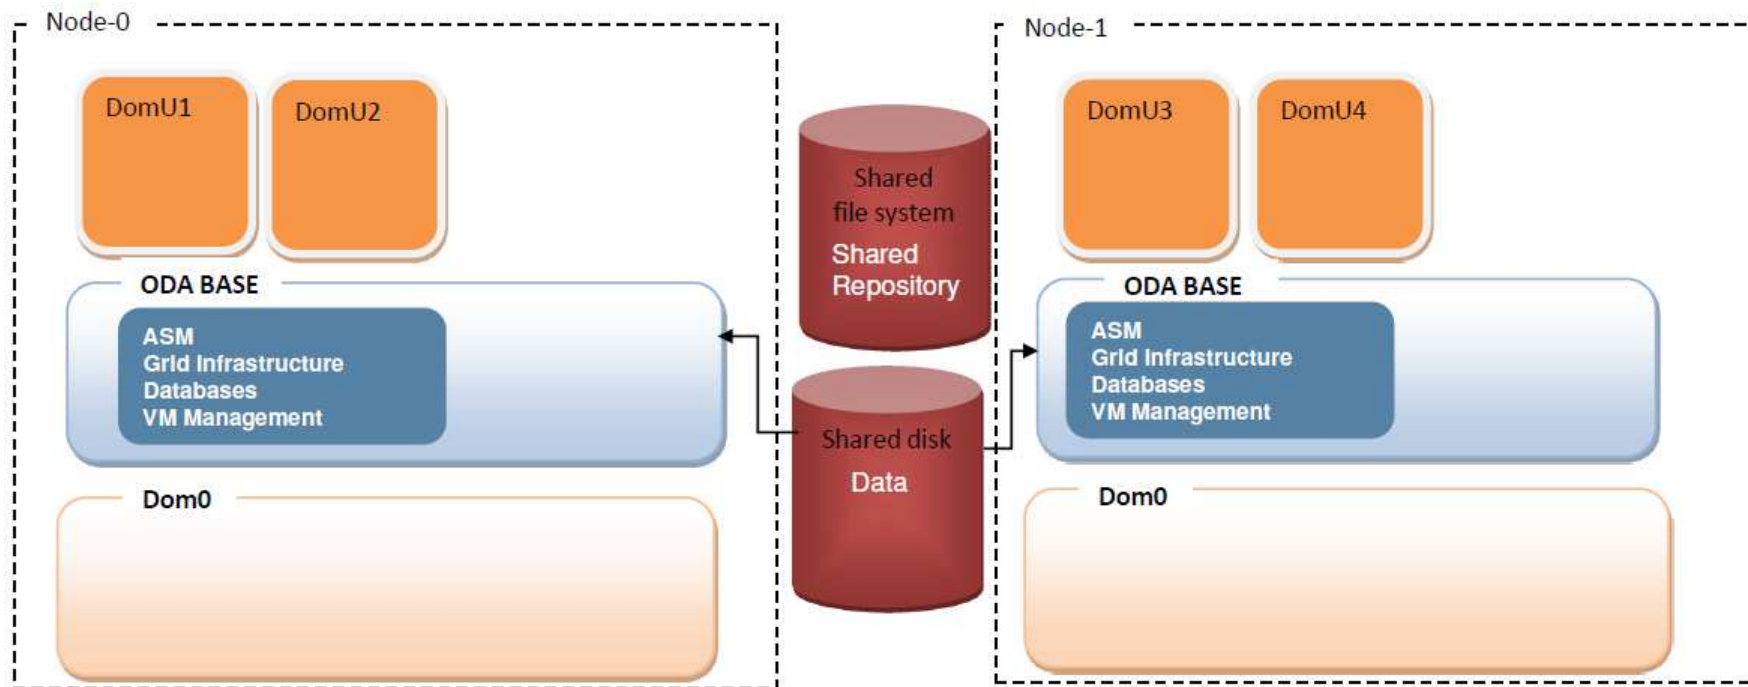 Node-0
DomU1
DomU2
ODA BASE
ASM
Grid Infrastructure
Databases
VM Management
Dom0
Shared
file system
Shared
Repository
Shared disk
Data
Node-1
DomU3
DomU4
ODA BASE
ASM
Grid Infrastructure
Databases
VM Management
Dom0